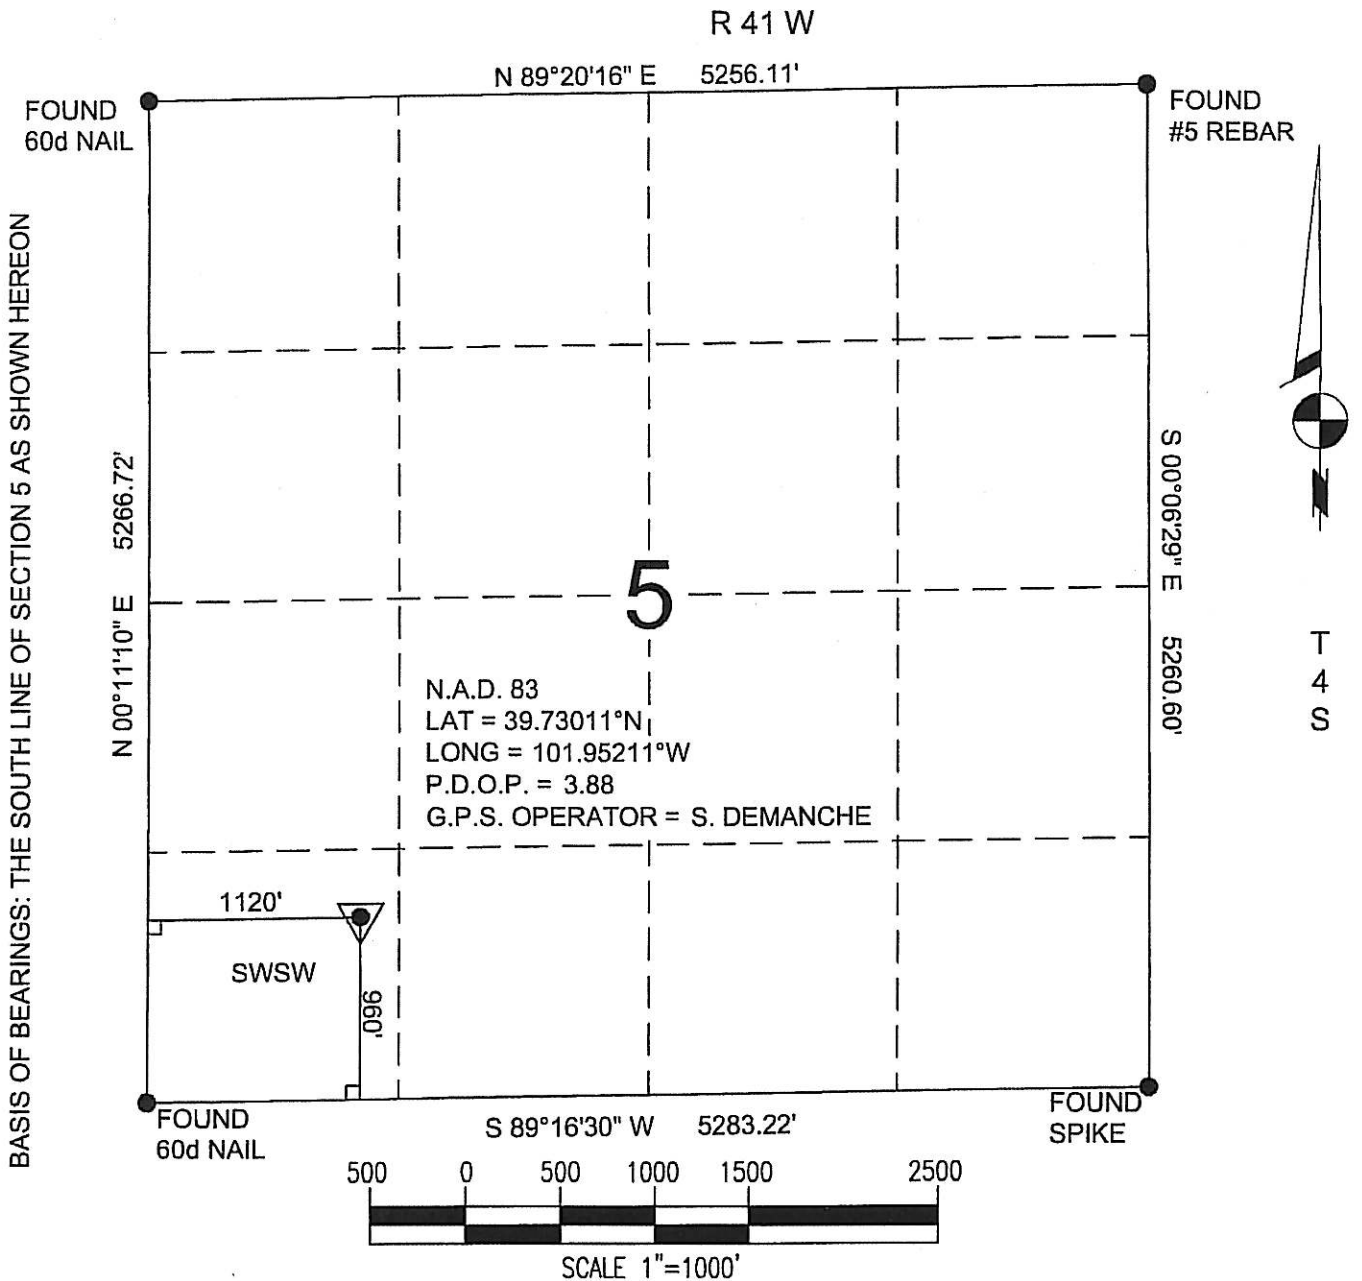 R 41 W
N 89°20'16" E 5256.11'
FOUND
60d NAIL
FOUND
#5 REBAR
BASIS OF BEARINGS: THE SOUTH LINE OF SECTION 5 AS SHOWN HEREON
N 00°11'10" E 5266.72'
S 00°06'29" E 5260.60'
N
T
4
S
5
N.A.D. 83
LAT = 39.73011°N
LONG = 101.95211°W
P.D.O.P. = 3.88
G.P.S. OPERATOR = S. DEMANCHE
1120'
SWSW
960'
FOUND
60d NAIL
S 89°16'30" W 5283.22'
FOUND
SPIKE
500 0 500 1000 1500 2500
SCALE 1"=1000'